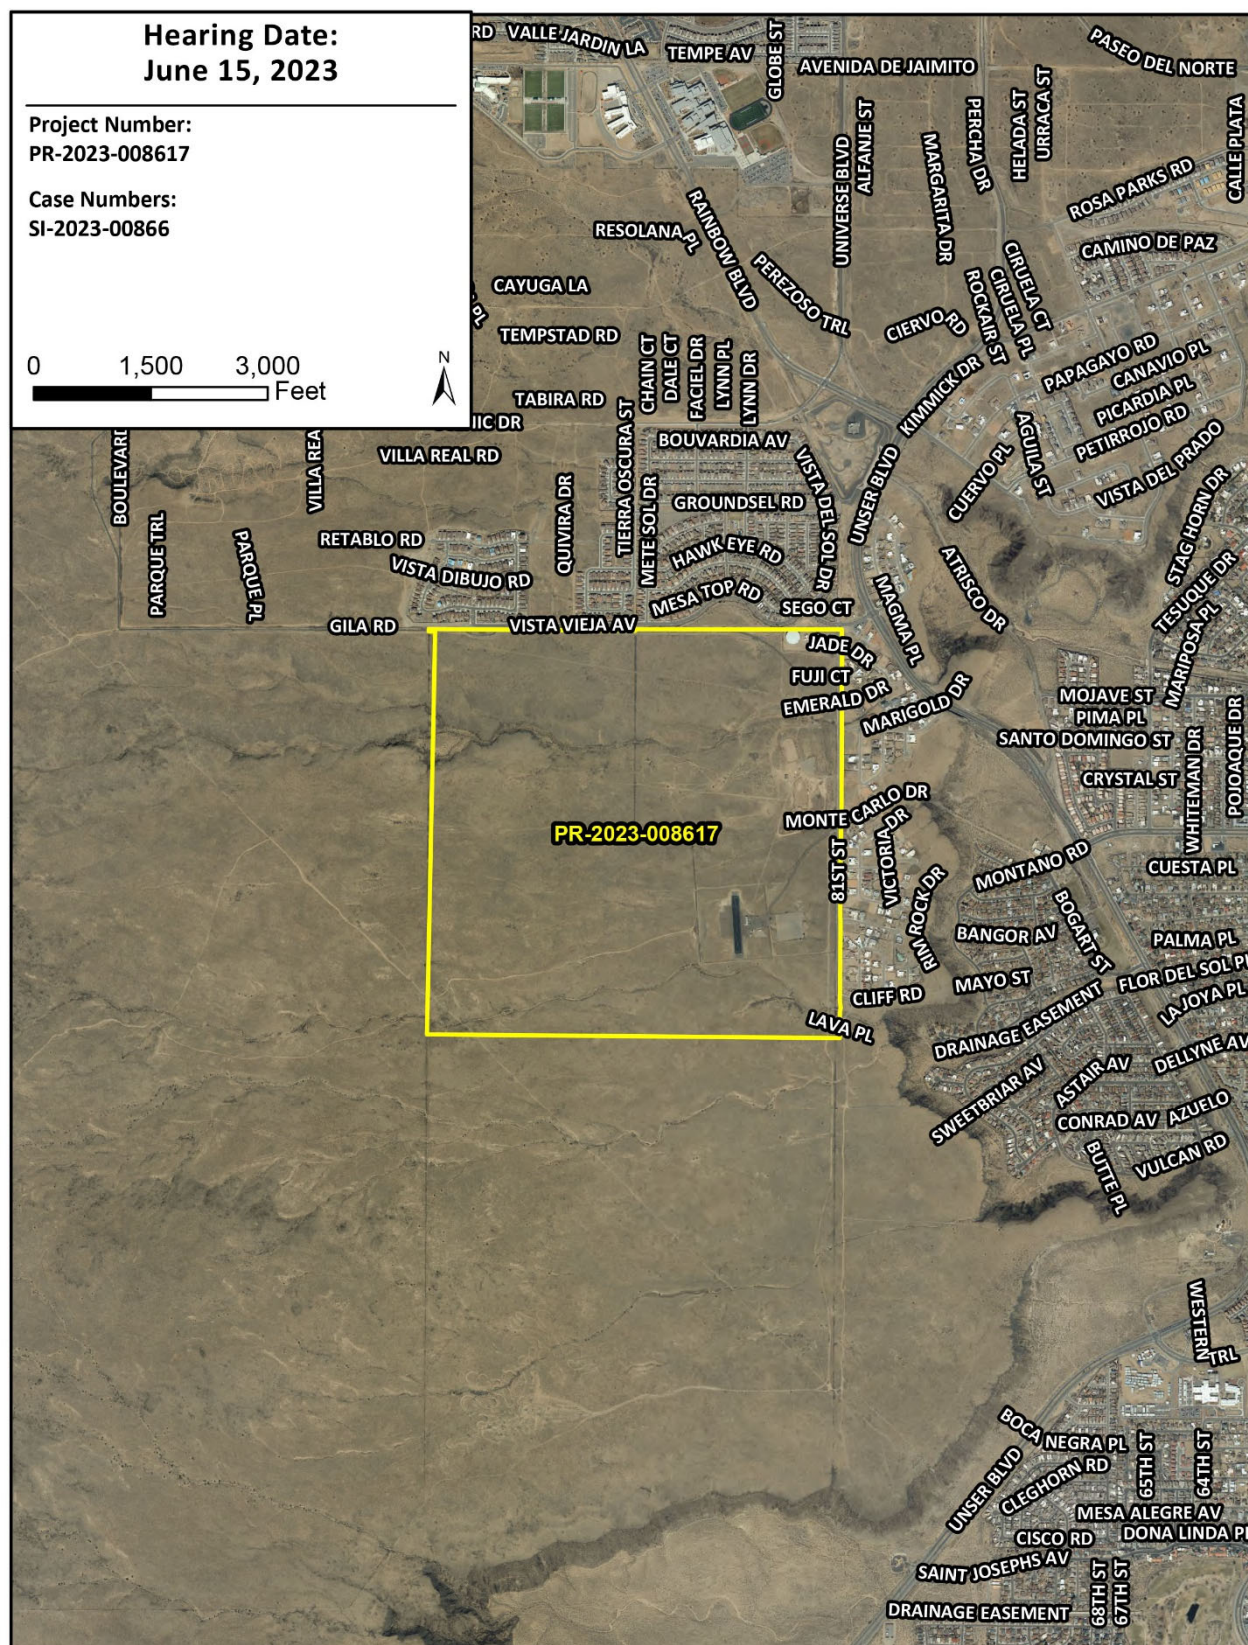 Hearing Date:
June 15, 2023
Project Number:
PR-2023-008617
Case Numbers:
SI-2023-00866
0 1,500 3,000
Feet
N
RD
VALLE JARDIN LA
TEMPE AV
GLOBE ST
AVENIDA DE JAIMITO
PASEO DEL NORTE
UNIVERSE BLVD
ALFANJE ST
MARGARITA DR
PERCHA DR
HELADA ST
URRACA ST
CALLE PLATA
ROSA PARKS RD
CAMINO DE PAZ
RESOLANA PL
RAINBOW BLVD
PEREZOSO TRL
CIRUELA CT
CIRUELA PL
ROCKAIR ST
CIERVO RD
CAYUGA LA
PL
TEMPSTAD RD
CHAIN CT
DALE CT
FACIEL DR
LYNN PL
LYNN DR
KIMMICK DR
PAPAGAYO RD
CANAVIO PL
PICARDIA PL
PETIRROJO RD
TABIRA RD
TIERRA OSCURA ST
BOUVARDIA AV
AGUILA ST
CUERVO PL
VISTA DEL PRADO
BOULEVARD
VILLA REA
NIC DR
VILLA REAL RD
QUIVIRA DR
METE SOL DR
GROUNDSEL RD
VISTA DEL SOL DR
UNSER BLVD
STAG HORN DR
PARQUE TRL
PARQUE PL
RETABLO RD
VISTA DIBUJO RD
HAWK EYE RD
MESA TOP RD
SEGO CT
MAGMA PL
ATRISCO DR
TESUQUE DR
MARIPOSA PL
GILA RD
VISTA VIEJA AV
JADE DR
FUJI CT
EMERALD DR
MARIGOLD DR
MOJAVE ST
PIMA PL
SANTO DOMINGO ST
CRYSTAL ST
WHITEMAN DR
POJOAQUE DR
PR-2023-008617
MONTE CARLO DR
81ST ST
VICTORIA DR
RIM ROCK DR
MONTANO RD
CUESTA PL
BANGOR AV
BOGART ST
PALMA PL
MAYO ST
FLOR DEL SOL PL
LA JOYA PL
CLIFF RD
LAVA PL
DRAINAGE EASEMENT
DELLYNE AV
SWEETBRIAR AV
ASTAIR AV
CONRAD AV
AZUELO
BUTTE PL
VULCAN RD
WESTERN TRL
BOCA NEGRA PL
UNSER BLVD
CLEGHORN RD
65TH ST
64TH ST
MESA ALEGRE AV
CISCO RD
DONA LINDA PL
SAINT JOSEPHS AV
68TH ST
67TH ST
DRAINAGE EASEMENT